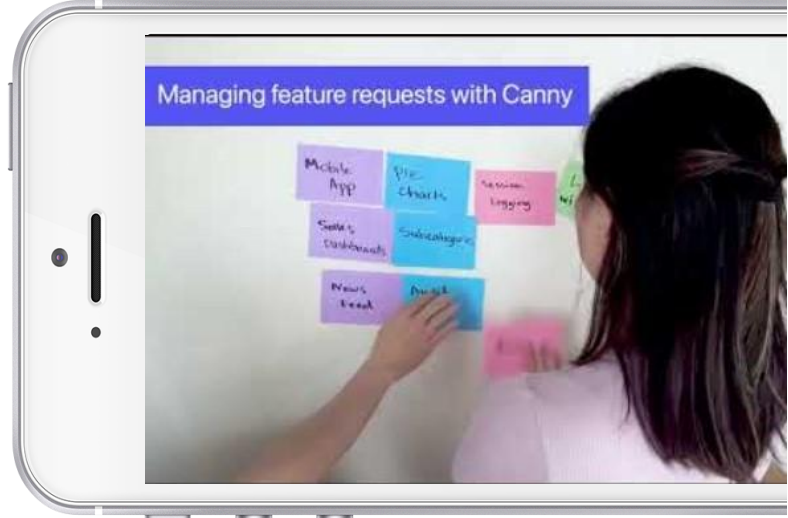 Managing feature requests with Canny
Mobile
App
Pie
Charts
Session
Logging
Sales
Dashboards
Subcategories
News
Feed